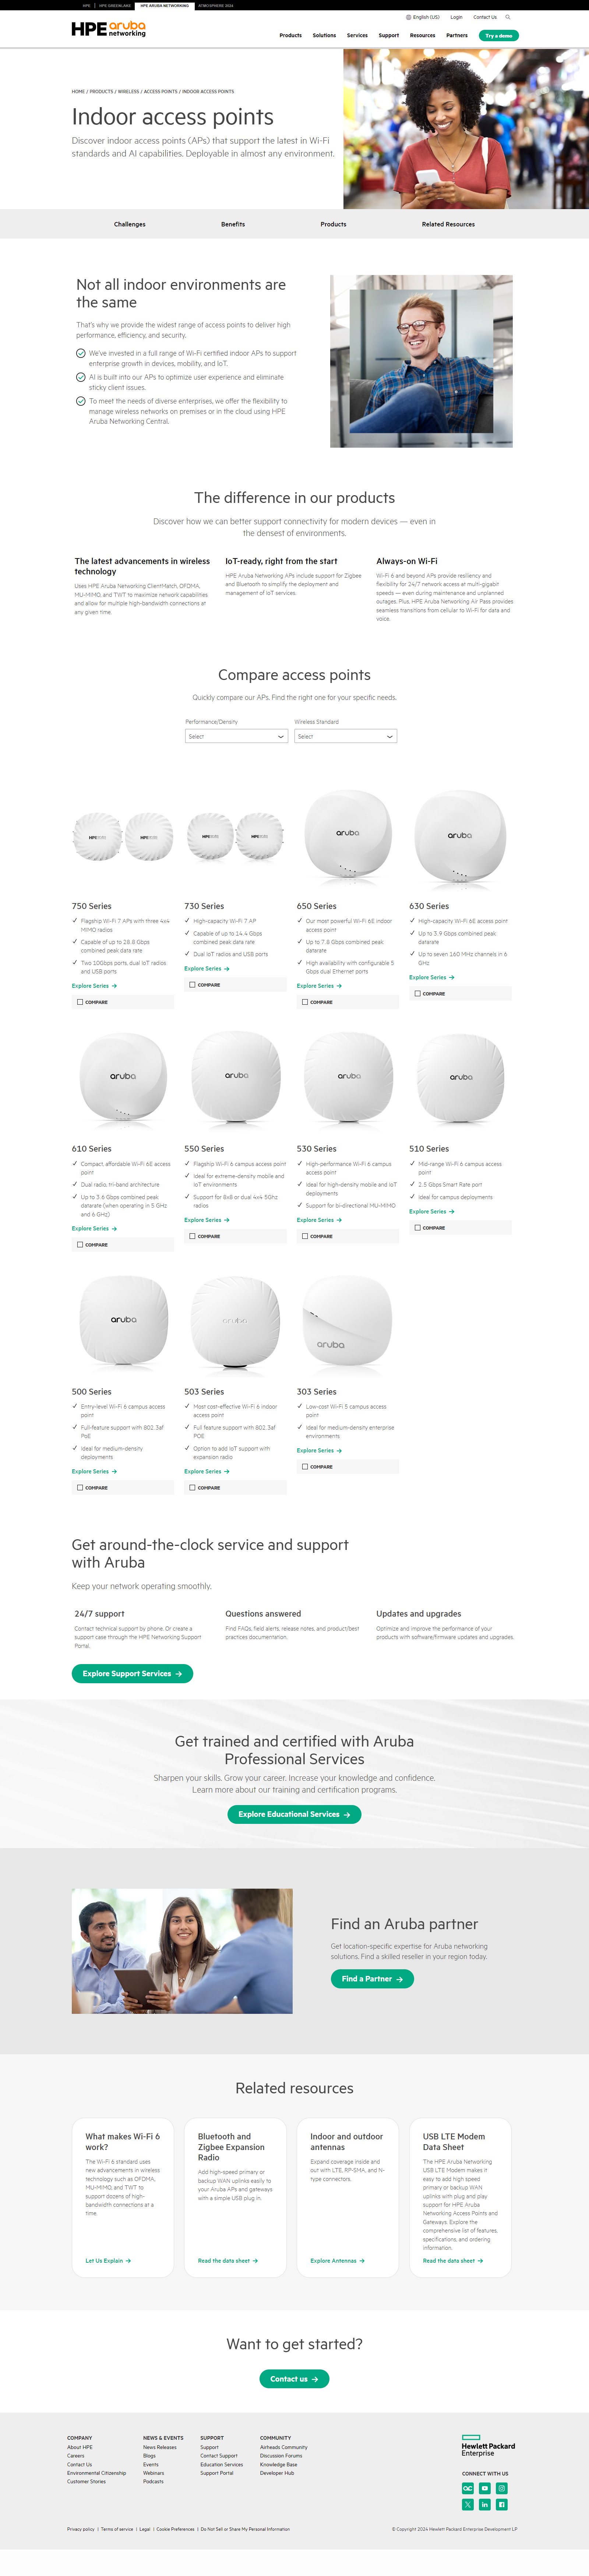 HPE
HPE GREENLAKE
HPE ARUBA NETWORKING
ATMOSPHERE 2024
HPE aruba
networking
English (US)
Login
Contact Us
Products
Solutions
Services
Support
Resources
Partners
Try a demo
HOME / PRODUCTS / WIRELESS / ACCESS POINTS / INDOOR ACCESS POINTS
Indoor access points
Discover indoor access points (APs) that support the latest in Wi-Fi
standards and AI capabilities. Deployable in almost any environment.
Challenges
Benefits
Products
Related Resources
Not all indoor environments are
the same
That's why we provide the widest range of access points to deliver high
performance, efficiency, and security.
We've invested in a full range of Wi-Fi certified indoor APs to support
enterprise growth in devices, mobility, and IoT.
AI is built into our APs to optimize user experience and eliminate
sticky client issues.
To meet the needs of diverse enterprises, we offer the flexibility to
manage wireless networks on premises or in the cloud using HPE
Aruba Networking Central.
The difference in our products
Discover how we can better support connectivity for modern devices — even in
the densest of environments.
The latest advancements in wireless
technology
Uses HPE Aruba Networking ClientMatch, OFDMA,
MU-MIMO, and TWT to maximize network capabilities
and allow for multiple high-bandwidth connections at
any given time.
IoT-ready, right from the start
HPE Aruba Networking APs include support for Zigbee
and Bluetooth to simplify the deployment and
management of IoT services.
Always-on Wi-Fi
Wi-Fi 6 and beyond APs provide resiliency and
flexibility for 24/7 network access at multi-gigabit
speeds — even during maintenance and unplanned
outages. Plus, HPE Aruba Networking Air Pass provides
seamless transitions from cellular to Wi-Fi for data and
voice.
Compare access points
Quickly compare our APs. Find the right one for your specific needs.
Performance/Density
Select
Wireless Standard
Select
aruba
aruba
750 Series
Flagship Wi-Fi 7 APs with three 4x4
MIMO radios
Capable of up to 28.8 Gbps
combined peak data rate
Two 10Gbps ports, dual IoT radios
and USB ports
Explore Series
COMPARE
730 Series
High-capacity Wi-Fi 7 AP
Capable of up to 14.4 Gbps
combined peak data rate
Dual IoT radios and USB ports
Explore Series
COMPARE
650 Series
Our most powerful Wi-Fi 6E indoor
access point
Up to 7.8 Gbps combined peak
datarate
High availability with configurable 5
Gbps dual Ethernet ports
Explore Series
COMPARE
630 Series
High-capacity Wi-Fi 6E access point
Up to 3.9 Gbps combined peak
datarate
Up to seven 160 MHz channels in 6
GHz
Explore Series
COMPARE
aruba
aruba
aruba
aruba
610 Series
Compact, affordable Wi-Fi 6E access
point
Dual radio, tri-band architecture
Up to 3.6 Gbps combined peak
datarate (when operating in 5 GHz
and 6 GHz)
Explore Series
COMPARE
550 Series
Flagship Wi-Fi 6 campus access point
Ideal for extreme-density mobile and
IoT environments
Support for 8x8 or dual 4x4 5Ghz
radios
Explore Series
COMPARE
530 Series
High-performance Wi-Fi 6 campus
access point
Ideal for high-density mobile and IoT
deployments
Support for bi-directional MU-MIMO
Explore Series
COMPARE
510 Series
Mid-range Wi-Fi 6 campus access
point
2.5 Gbps Smart Rate port
Ideal for campus deployments
Explore Series
COMPARE
aruba
aruba
aruba
500 Series
Entry-level Wi-Fi 6 campus access
point
Full-feature support with 802.3af
PoE
Ideal for medium-density
deployments
Explore Series
COMPARE
503 Series
Most cost-effective Wi-Fi 6 indoor
access point
Full feature support with 802.3af
POE
Option to add IoT support with
expansion radio
Explore Series
COMPARE
303 Series
Low-cost Wi-Fi 5 campus access
point
Ideal for medium-density enterprise
environments
Explore Series
COMPARE
Get around-the-clock service and support
with Aruba
Keep your network operating smoothly.
24/7 support
Contact technical support by phone. Or create a
support case through the HPE Networking Support
Portal.
Questions answered
Find FAQs, field alerts, release notes, and product/best
practices documentation.
Updates and upgrades
Optimize and improve the performance of your
products with software/firmware updates and upgrades.
Explore Support Services
Get trained and certified with Aruba
Professional Services
Sharpen your skills. Grow your career. Increase your knowledge and confidence.
Learn more about our training and certification programs.
Explore Educational Services
Find an Aruba partner
Get location-specific expertise for Aruba networking
solutions. Find a skilled reseller in your region today.
Find a Partner
Related resources
What makes Wi-Fi 6
work?
The Wi-Fi 6 standard uses
new advancements in wireless
technology such as OFDMA,
MU-MIMO, and TWT to
support dozens of high-
bandwidth connections at a
time.
Let Us Explain
Bluetooth and
Zigbee Expansion
Radio
Add high-speed primary or
backup WAN uplinks easily to
your Aruba APs and gateways
with a simple USB plug in.
Read the data sheet
Indoor and outdoor
antennas
Expand coverage inside and
out with LTE, RP-SMA, and N-
type connectors.
Explore Antennas
USB LTE Modem
Data Sheet
The HPE Aruba Networking
USB LTE Modem makes it
easy to add high speed
primary or backup WAN
uplinks with plug and play
support for HPE Aruba
Networking Access Points and
Gateways. Explore the
comprehensive list of features,
specifications, and ordering
information.
Read the data sheet
Want to get started?
Contact us
COMPANY
About HPE
Careers
Contact Us
Environmental Citizenship
Customer Stories
NEWS & EVENTS
News Releases
Blogs
Events
Webinars
Podcasts
SUPPORT
Support
Contact Support
Education Services
Support Portal
COMMUNITY
Airheads Community
Discussion Forums
Knowledge Base
Developer Hub
Hewlett Packard
Enterprise
CONNECT WITH US
Privacy policy | Terms of service | Legal | Cookie Preferences | Do Not Sell or Share My Personal Information
© Copyright 2024 Hewlett Packard Enterprise Development LP